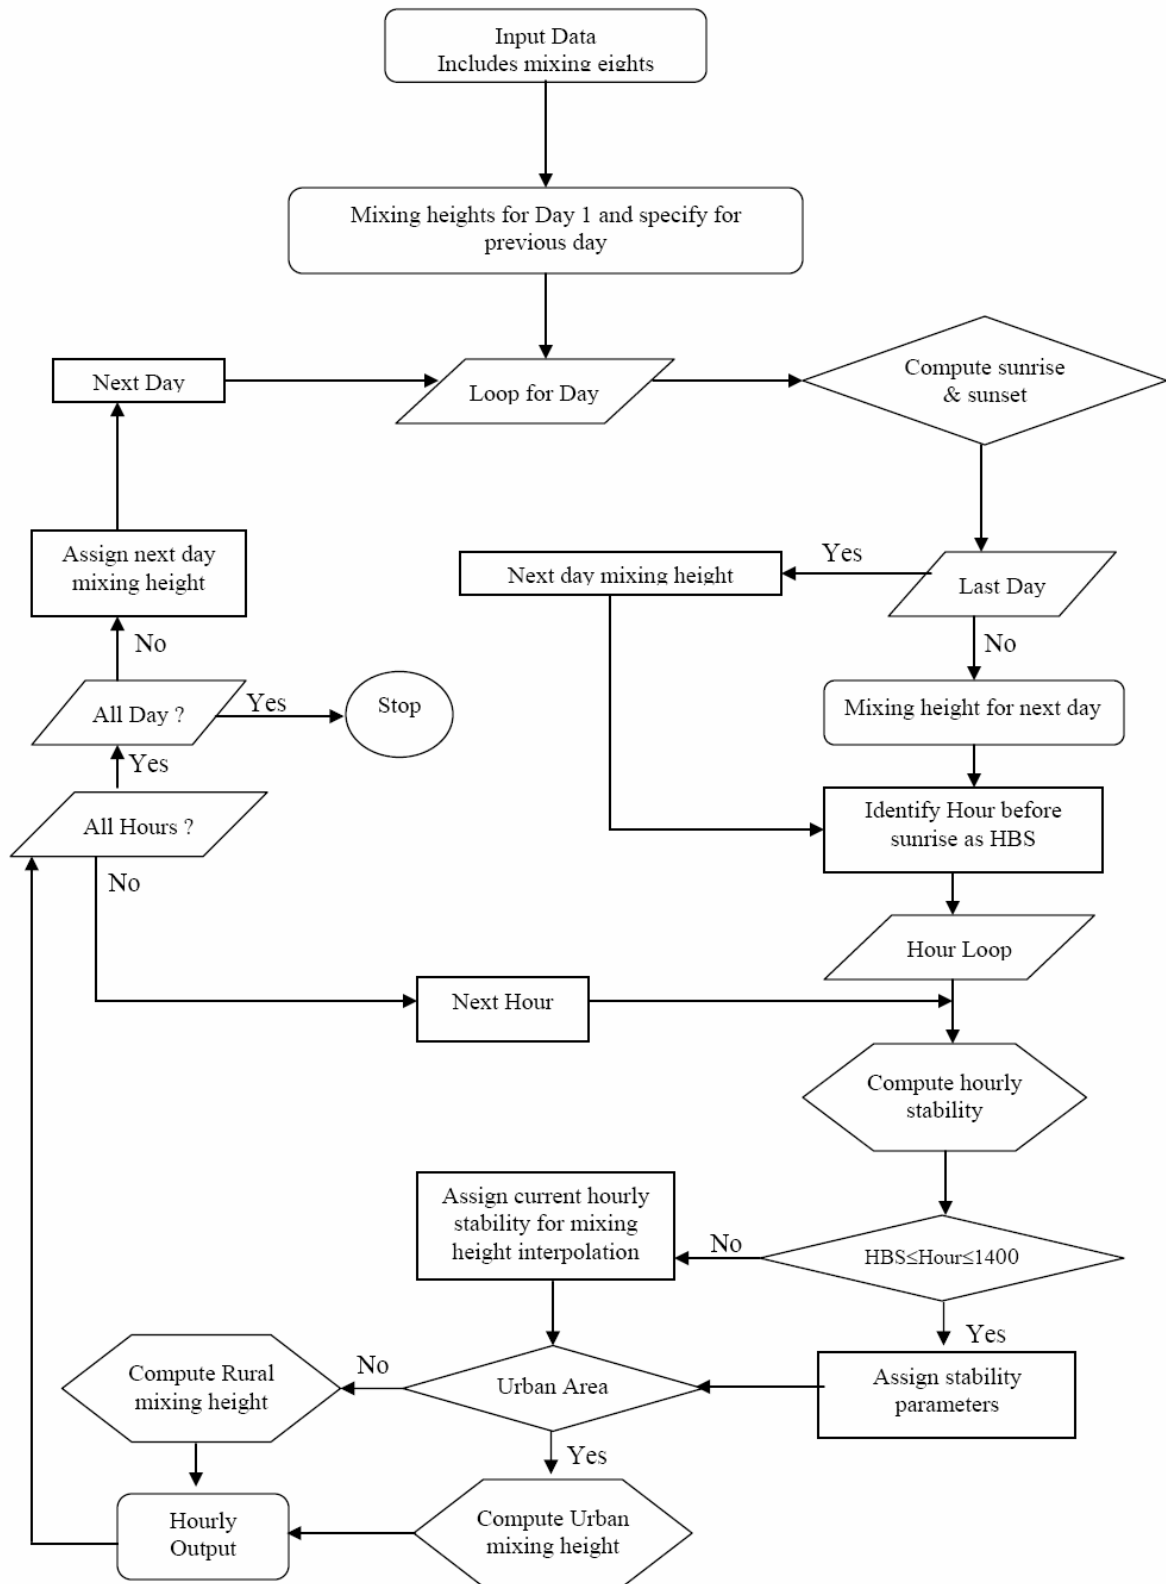 Input Data
Includes mixing eights
Mixing heights for Day 1 and specify for
previous day
Next Day
Loop for Day
Compute sunrise
& sunset
Assign next day
mixing height
Next day mixing height
Yes
Last Day
No
No
All Day ?
Yes
Stop
Mixing height for next day
Yes
All Hours ?
Identify Hour before
sunrise as HBS
No
Hour Loop
Next Hour
Compute hourly
stability
Assign current hourly
stability for mixing
height interpolation
No
HBS≤Hour≤1400
Yes
Compute Rural
mixing height
No
Urban Area
Assign stability
parameters
Yes
Hourly
Output
Compute Urban
mixing height